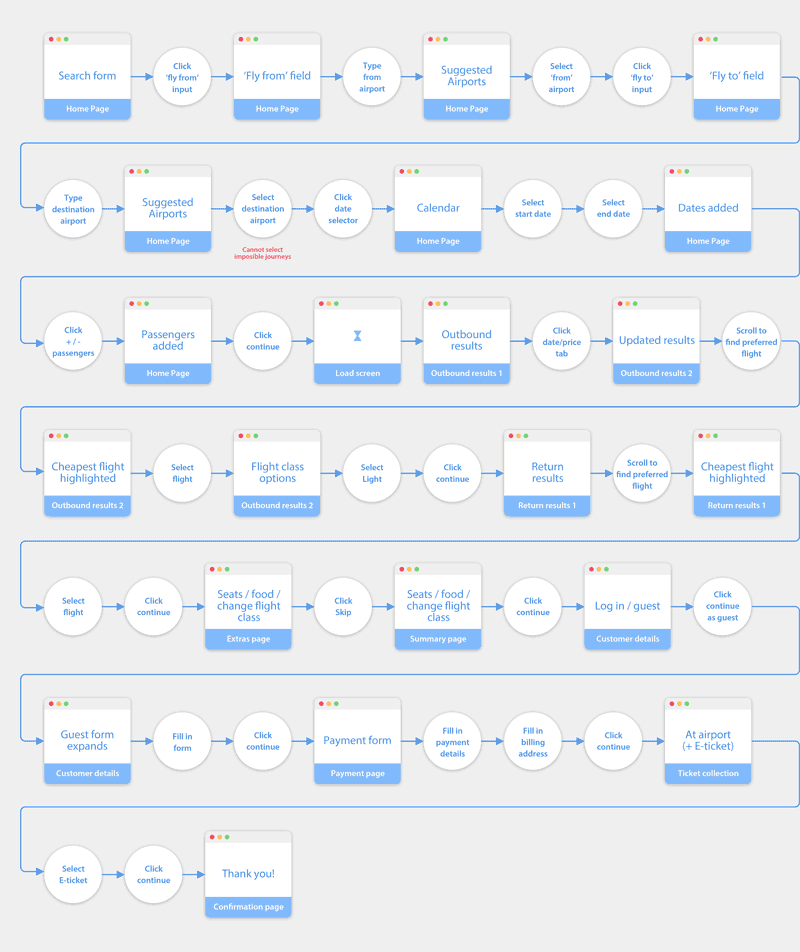 Search form
Home Page
Click
'fly from'
input
'Fly from' field
Home Page
Type
from
airport
Suggested
Airports
Home Page
Select
'from'
airport
Click
'fly to'
input
'Fly to' field
Home Page
Type
destination
airport
Suggested
Airports
Home Page
Select
destination
airport
Cannot select
imposible journeys
Click
date
selector
Calendar
Home Page
Select
start date
Select
end date
Dates added
Home Page
Click
+ / -
passengers
Passengers
added
Home Page
Click
continue
Load screen
Outbound
results
Outbound results 1
Click
date/price
tab
Updated results
Outbound results 2
Scroll to
find preferred
flight
Cheapest flight
highlighted
Outbound results 2
Select
flight
Flight class
options
Outbound results 2
Select
Light
Click
continue
Return
results
Return results 1
Scroll to
find preferred
flight
Cheapest flight
highlighted
Return results 1
Select
flight
Click
continue
Seats / food /
change flight
class
Extras page
Click
Skip
Seats / food /
change flight
class
Summary page
Click
continue
Log in / guest
Customer details
Click
continue
as guest
Guest form
expands
Customer details
Fill in
form
Click
continue
Payment form
Payment page
Fill in
payment
details
Fill in
billing
address
Click
continue
At airport
(+ E-ticket)
Ticket collection
Select
E-ticket
Click
continue
Thank you!
Confirmation page